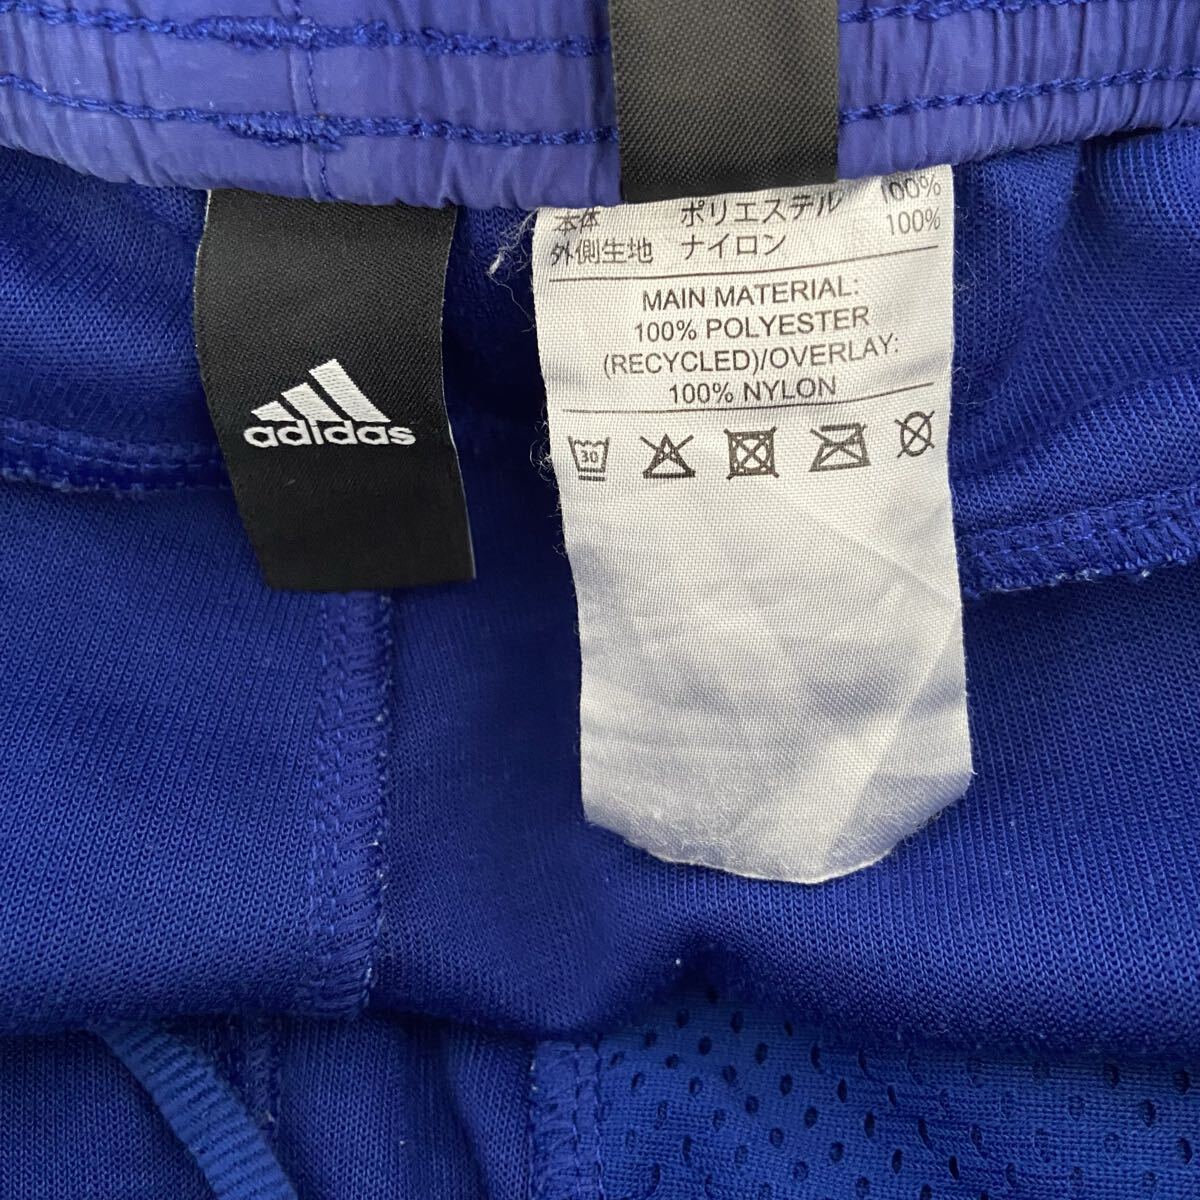 本体 ポリエステル 100%
外側生地 ナイロン 100%
MAIN MATERIAL:
100% POLYESTER
(RECYCLED)/OVERLAY:
100% NYLON
30
adidas